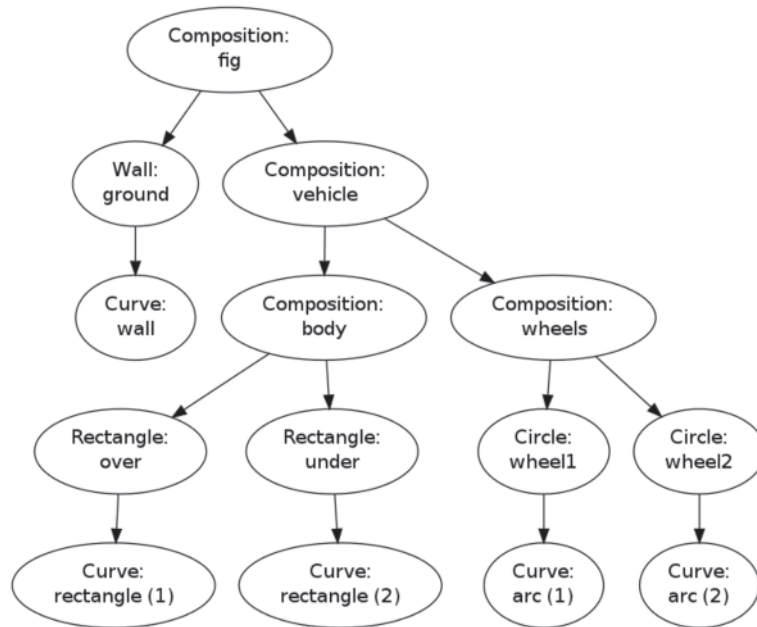 Composition:
fig
Wall:
ground
Composition:
vehicle
Curve:
wall
Composition:
body
Composition:
wheels
Rectangle:
over
Rectangle:
under
Circle:
wheel1
Circle:
wheel2
Curve:
rectangle (1)
Curve:
rectangle (2)
Curve:
arc (1)
Curve:
arc (2)